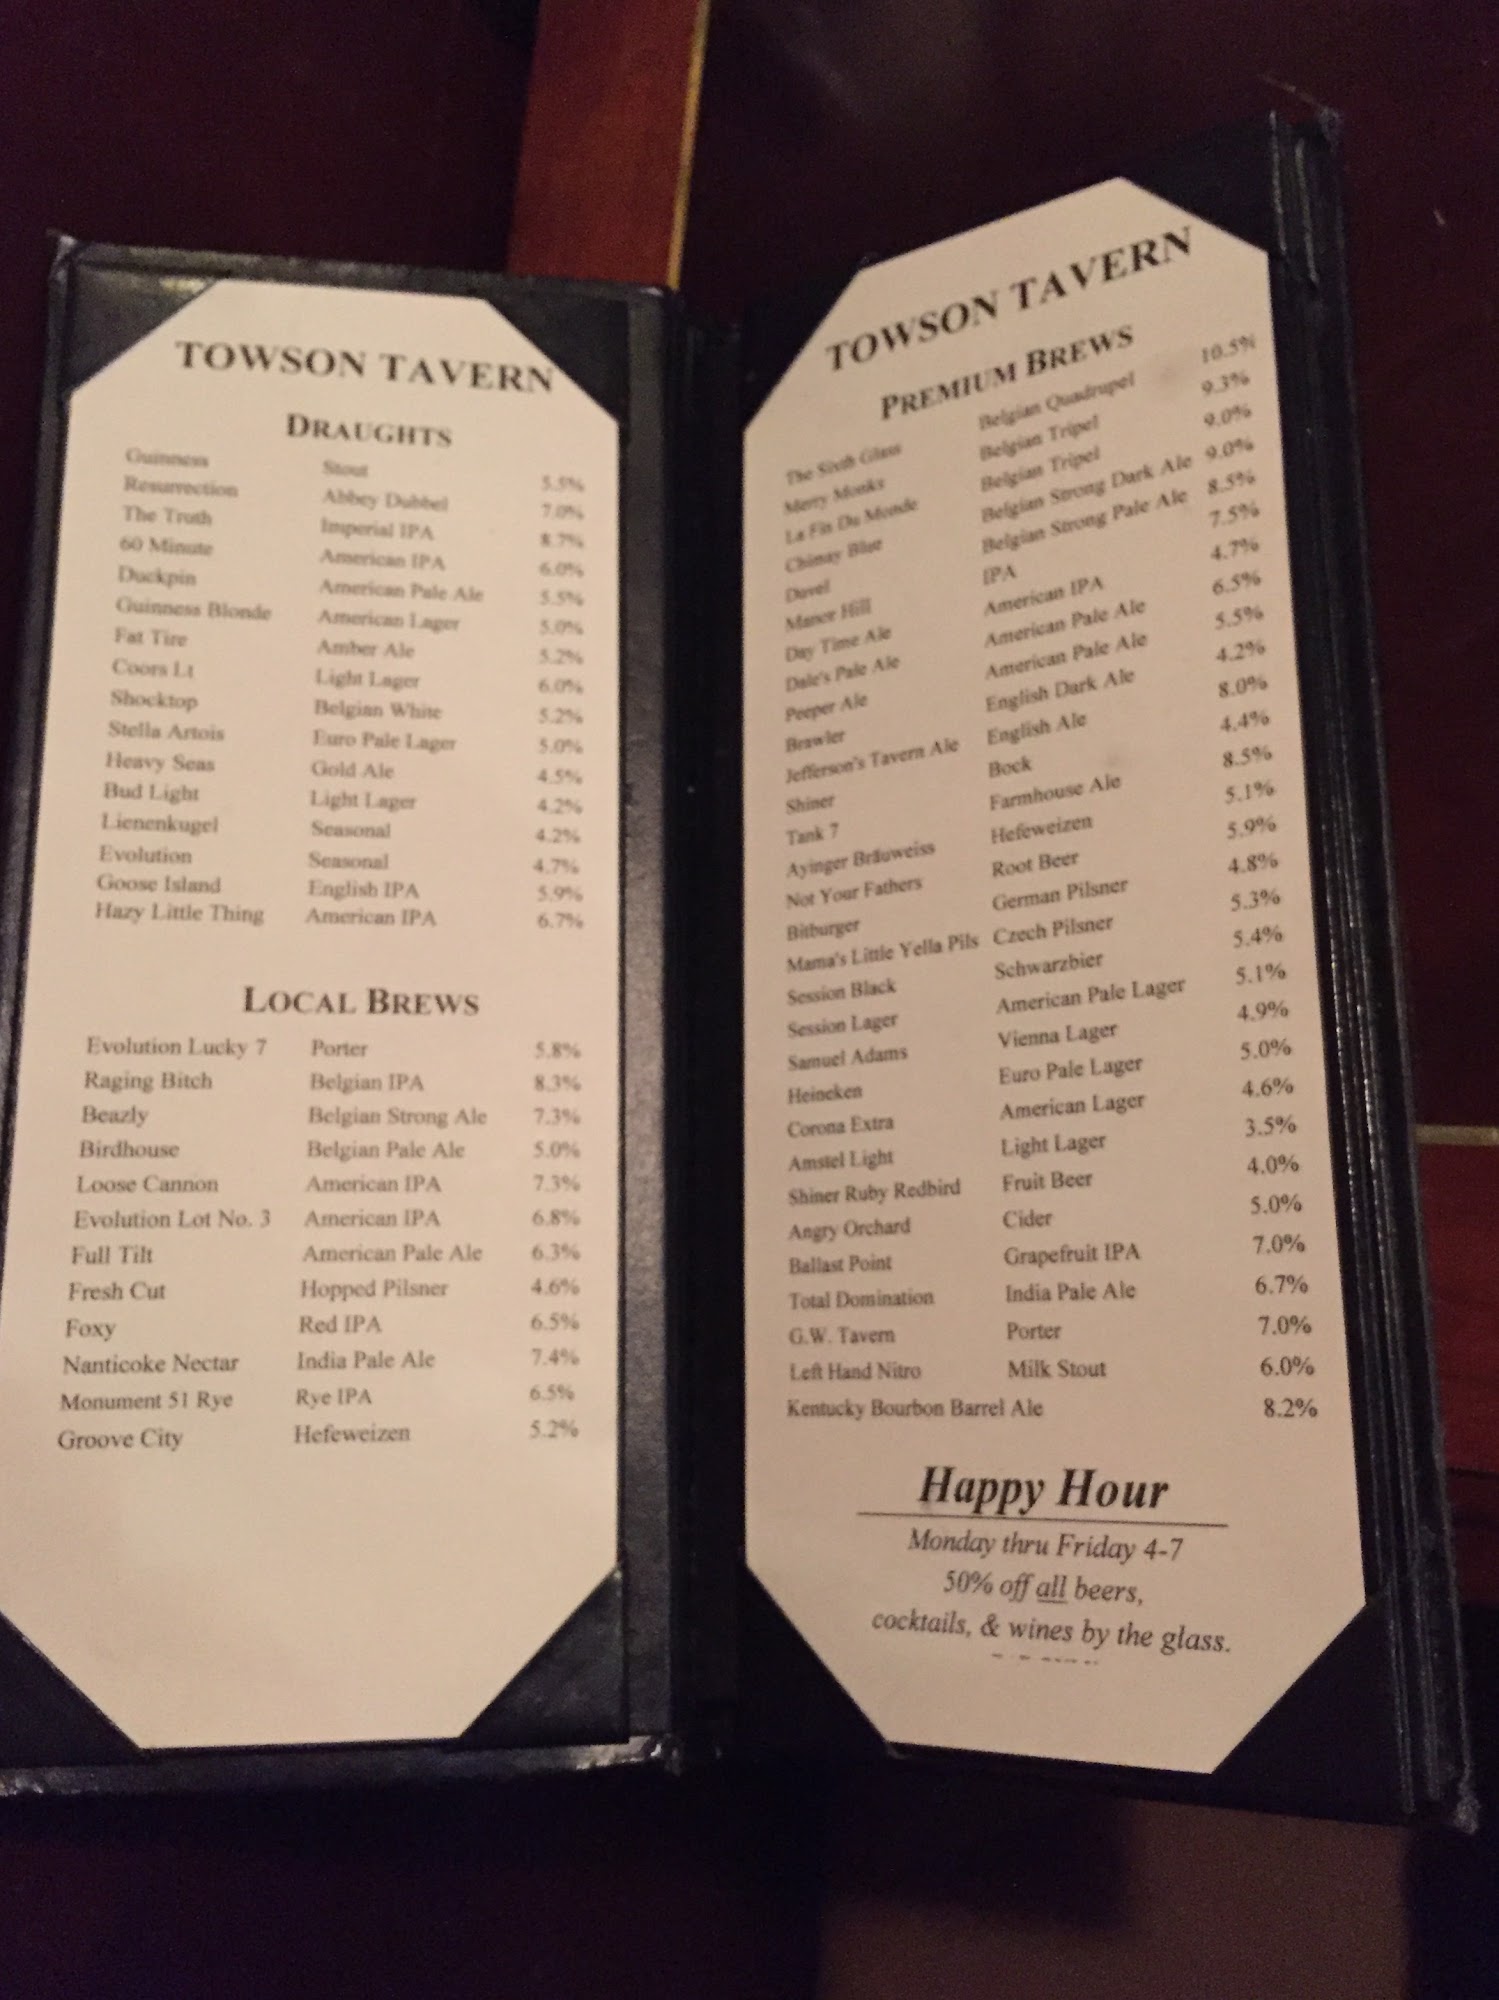 TOWSON TAVERN
DRAUGHTS
Guinness Stout 5.5%
Resurrection Abbey Dubbel 7.0%
The Truth Imperial IPA 8.7%
60 Minute American IPA 6.0%
Duckpin American Pale Ale 5.5%
Guinness Blonde American Lager 5.0%
Fat Tire Amber Ale 5.2%
Coors Lt Light Lager 6.0%
Shocktop Belgian White 5.2%
Stella Artois Euro Pale Lager 5.0%
Heavy Seas Gold Ale 4.5%
Bud Light Light Lager 4.2%
Lienenkugel Seasonal 4.2%
Evolution Seasonal 4.7%
Goose Island English IPA 5.9%
Hazy Little Thing American IPA 6.7%
LOCAL BREWS
Evolution Lucky 7 Porter 5.8%
Raging Bitch Belgian IPA 8.3%
Beazly Belgian Strong Ale 7.3%
Birdhouse Belgian Pale Ale 5.0%
Loose Cannon American IPA 7.3%
Evolution Lot No. 3 American IPA 6.8%
Full Tilt American Pale Ale 6.3%
Fresh Cut Hopped Pilsner 4.6%
Foxy Red IPA 6.5%
Nanticoke Nectar India Pale Ale 7.4%
Monument 51 Rye Rye IPA 6.5%
Groove City Hefeweizen 5.2%
TOWSON TAVERN
PREMIUM BREWS
The Sixth Glass Belgian Quadrupel 10.5%
Merry Monks Belgian Tripel 9.3%
La Fin Du Monde Belgian Tripel 9.0%
Chimay Blue Belgian Strong Dark Ale 9.0%
Duvel Belgian Strong Pale Ale 8.5%
Manor Hill IPA 7.5%
Day Time Ale American IPA 4.7%
Dale's Pale Ale American Pale Ale 6.5%
Peeper Ale American Pale Ale 5.5%
Brawler English Dark Ale 4.2%
Jefferson's Tavern Ale English Ale 8.0%
Shiner Bock 4.4%
Tank 7 Farmhouse Ale 8.5%
Ayinger Bräuweiss Hefeweizen 5.1%
Not Your Fathers Root Beer 5.9%
Bitburger German Pilsner 4.8%
Mama's Little Yella Pils Czech Pilsner 5.3%
Session Black Schwarzbier 5.4%
Session Lager American Pale Lager 5.1%
Samuel Adams Vienna Lager 4.9%
Heineken Euro Pale Lager 5.0%
Corona Extra American Lager 4.6%
Amstel Light Light Lager 3.5%
Shiner Ruby Redbird Fruit Beer 4.0%
Angry Orchard Cider 5.0%
Ballast Point Grapefruit IPA 7.0%
Total Domination India Pale Ale 6.7%
G.W. Tavern Porter 7.0%
Left Hand Nitro Milk Stout 6.0%
Kentucky Bourbon Barrel Ale 8.2%
Happy Hour
Monday thru Friday 4-7
50% off all beers,
cocktails, & wines by the glass.